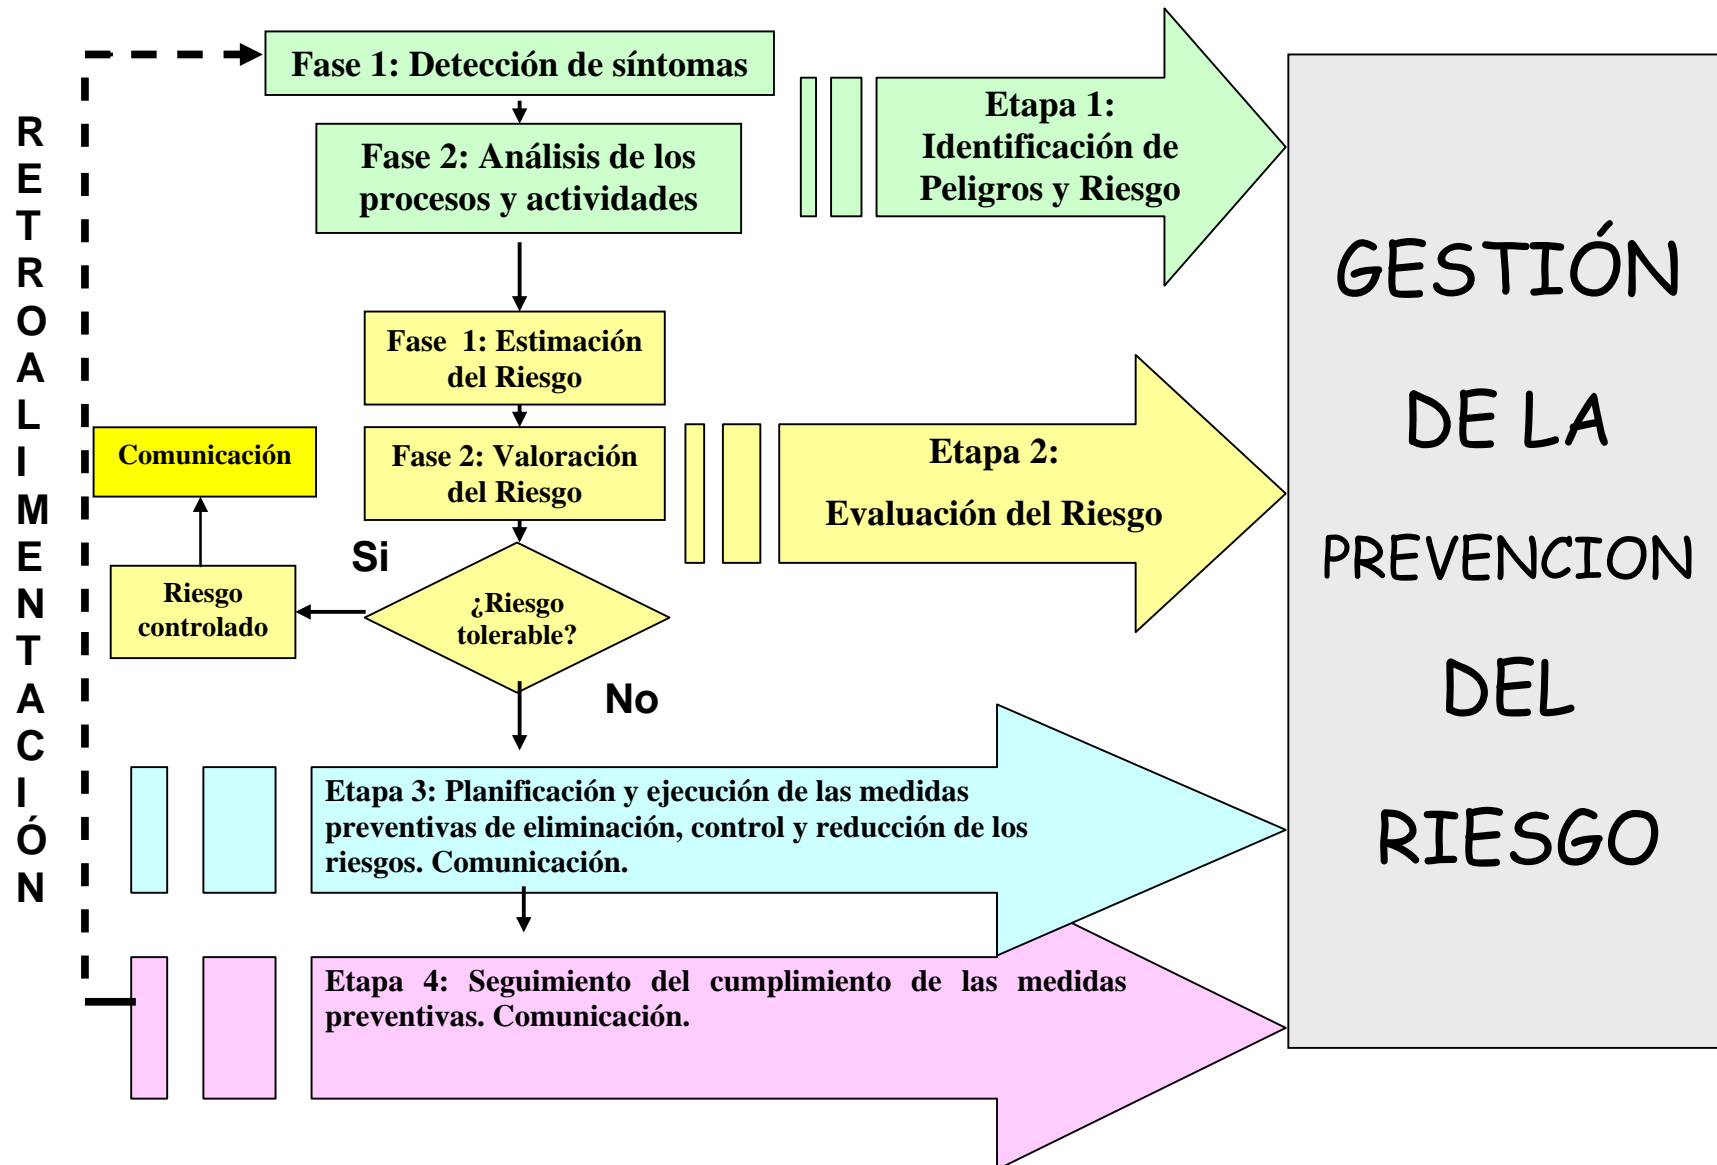 RETROALIMENTACIÓN
Fase 1: Detección de síntomas
Fase 2: Análisis de los
procesos y actividades
Etapa 1:
Identificación de
Peligros y Riesgo
Fase  1: Estimación
del Riesgo
Comunicación
Fase 2: Valoración
del Riesgo
Etapa 2:
Evaluación del Riesgo
Si
Riesgo
controlado
¿Riesgo
tolerable?
No
Etapa 3: Planificación y ejecución de las medidas
preventivas de eliminación, control y reducción de los
riesgos. Comunicación.
Etapa 4: Seguimiento del cumplimiento de las medidas
preventivas. Comunicación.
GESTIÓN
DE LA
PREVENCION
DEL
RIESGO